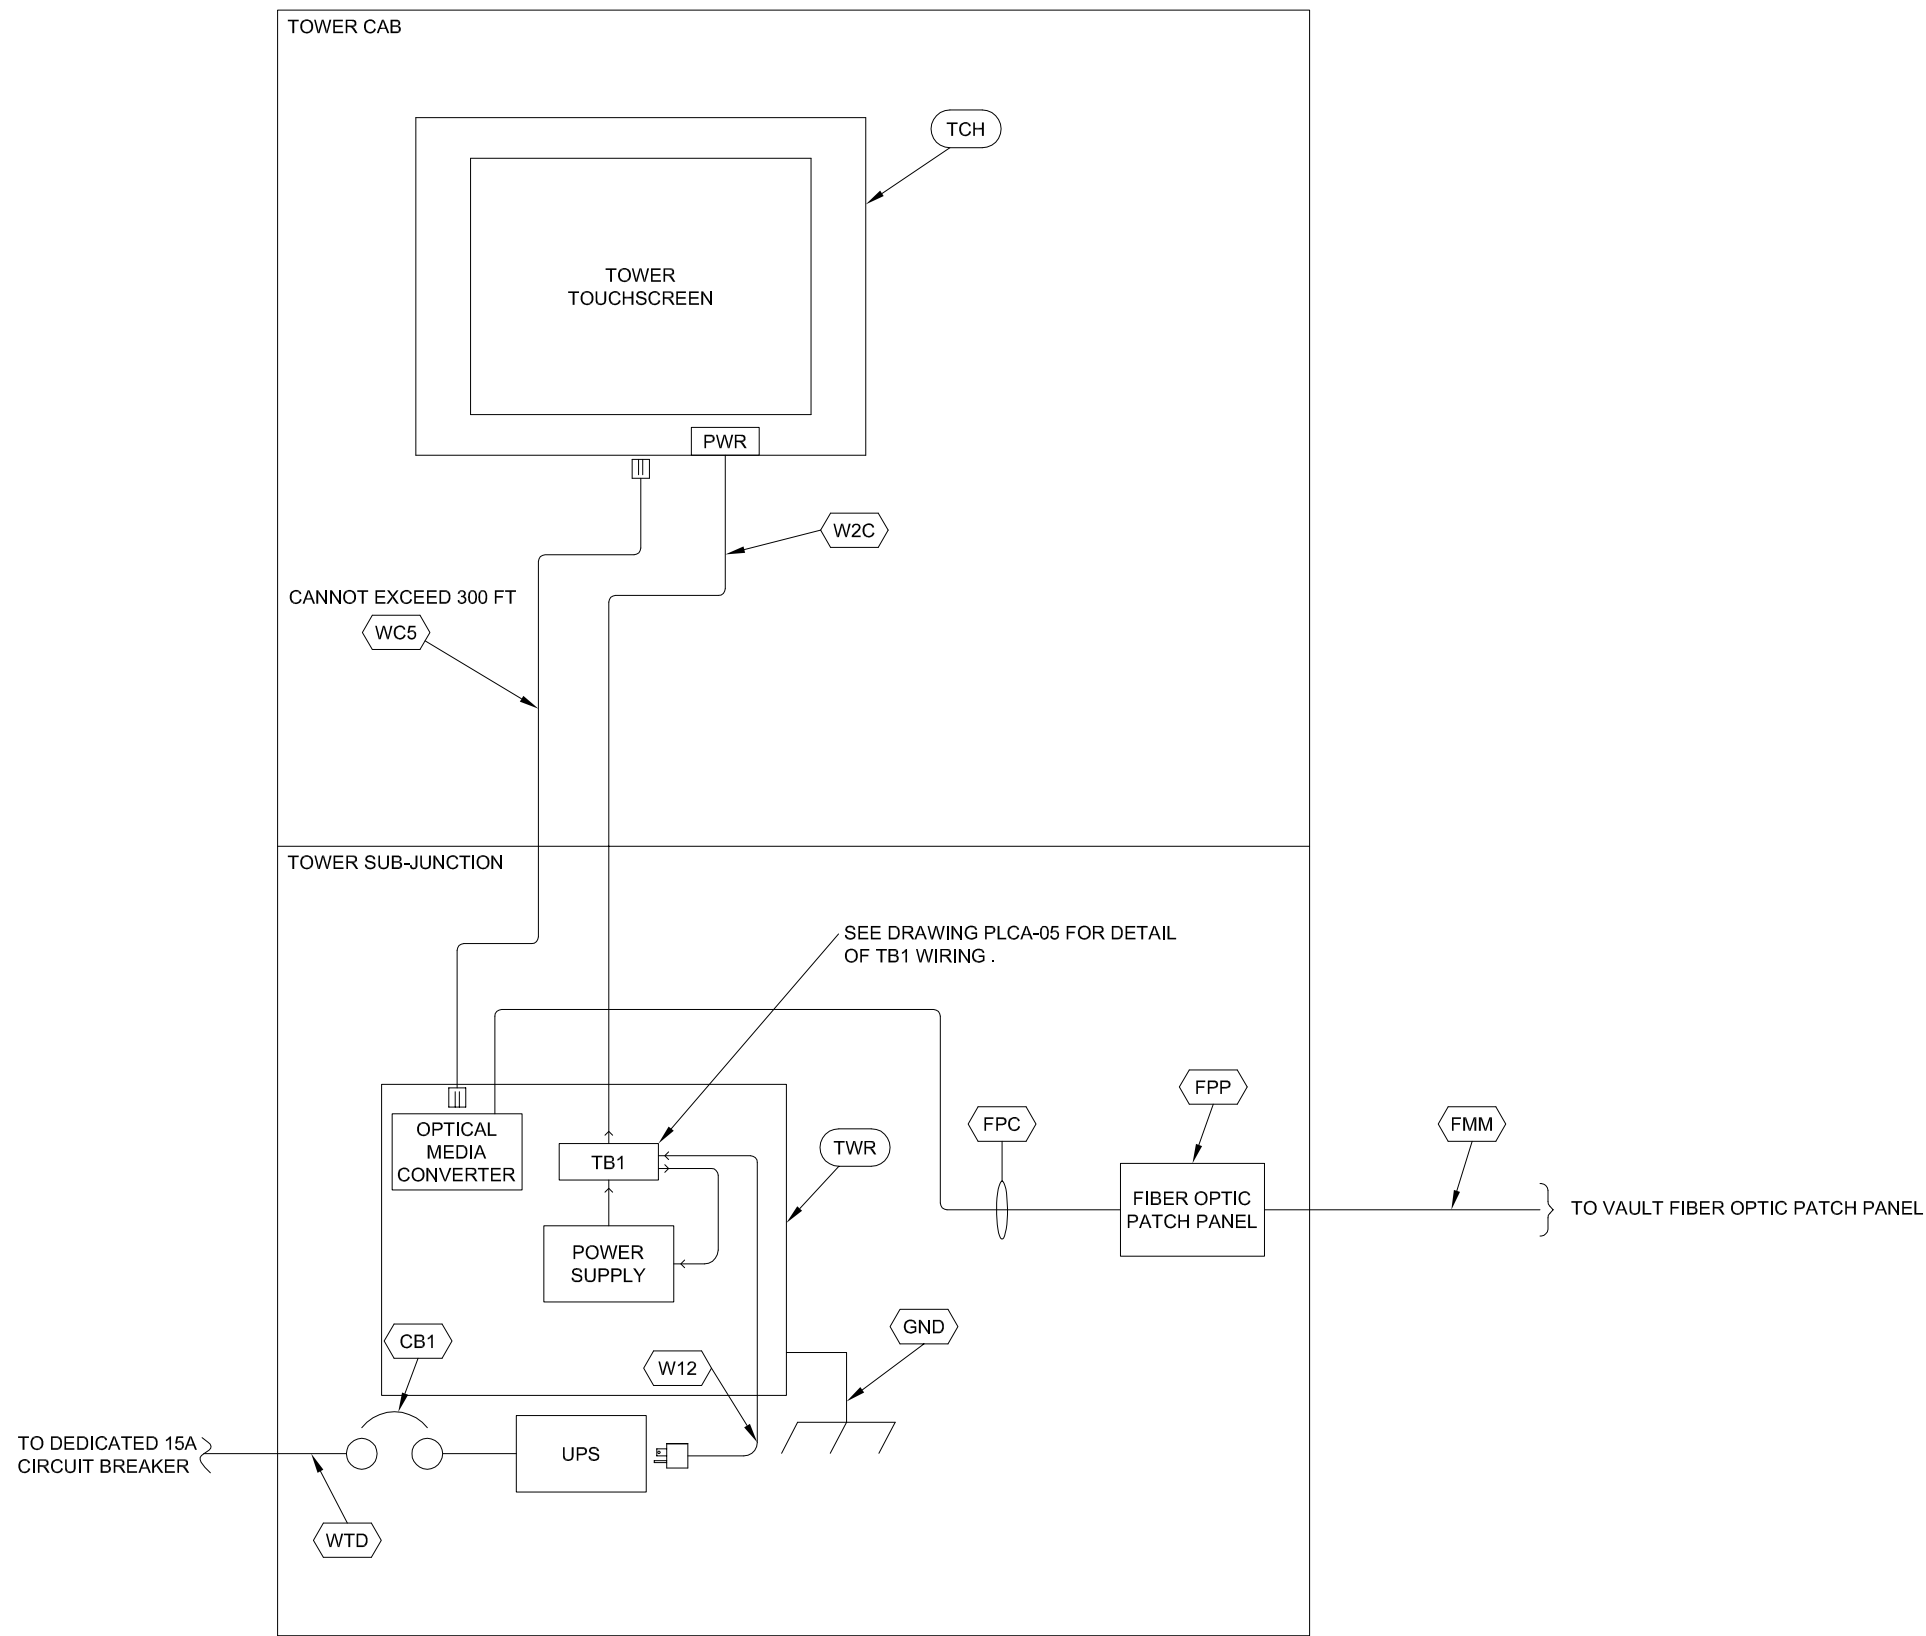 TOWER CAB
TCH
TOWER
TOUCHSCREEN
PWR
W2C
CANNOT EXCEED 300 FT
WC5
TOWER SUB-JUNCTION
SEE DRAWING PLCA-05 FOR DETAIL
OF TB1 WIRING .
OPTICAL
MEDIA
CONVERTER
TB1
TWR
FPC
FPP
FMM
FIBER OPTIC
PATCH PANEL
TO VAULT FIBER OPTIC PATCH PANEL
POWER
SUPPLY
CB1
W12
GND
TO DEDICATED 15A
CIRCUIT BREAKER
UPS
WTD